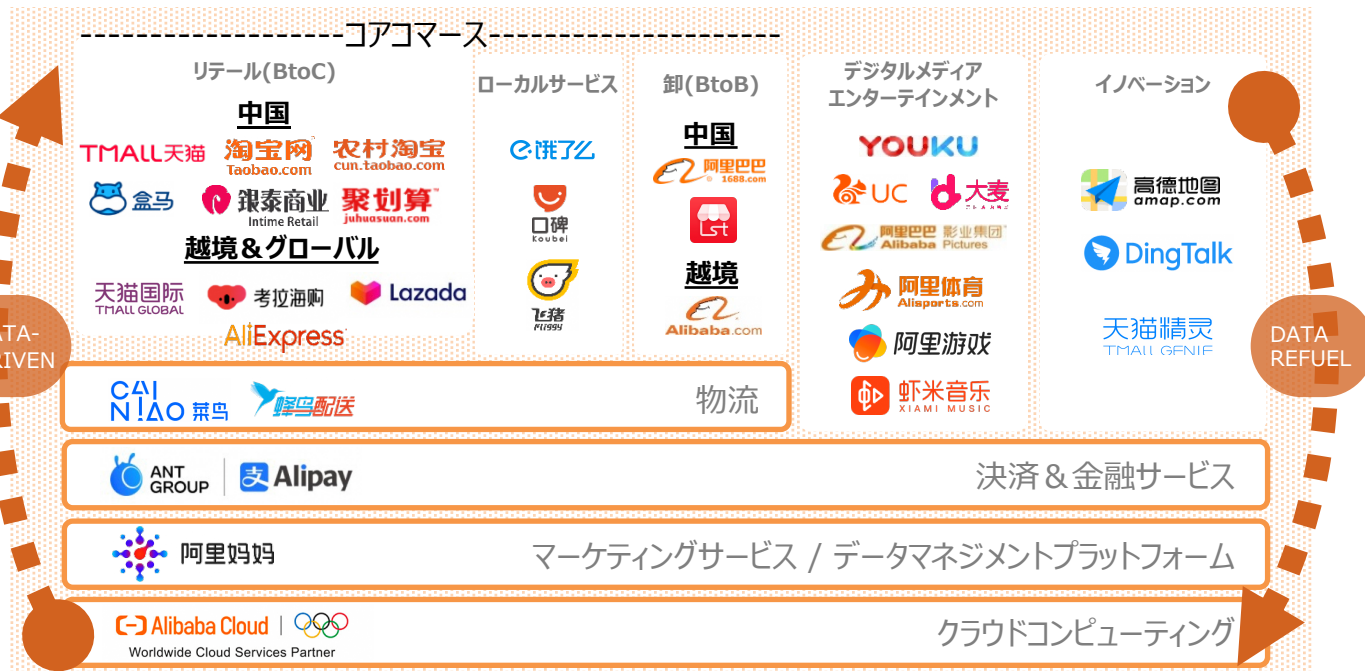 -------------------コアコマース---------------------
リテール(BtoC)
中国
TMALL天猫
淘宝网
Taobao.com
农村淘宝
cun.taobao.com
盒马
银泰商业
Intime Retail
聚划算™
juhuasuan.com
越境＆グローバル
天猫国际
TMALL GLOBAL
考拉海购
Lazada
AliExpress
ローカルサービス
饿了么
口碑
koubei
飞猪
Fliggy
卸(BtoB)
中国
阿里巴巴
1688.com
Lst
越境
Alibaba.com
デジタルメディア
エンターテインメント
YOUKU
UC
大麦
阿里巴巴 影业集团
Alibaba Pictures
阿里体育
Alisports.com
阿里游戏
虾米音乐
XIAMI MUSIC
イノベーション
高德地图
amap.com
DingTalk
天猫精灵
TMALL GENIE
ATA-
RIVEN
DATA
REFUEL
CAI
NIAO 菜鸟
蜂鸟配送
物流
ANT
GROUP
支 Alipay
決済＆金融サービス
阿里妈妈
マーケティングサービス / データマネジメントプラットフォーム
Alibaba Cloud
Worldwide Cloud Services Partner
クラウドコンピューティング